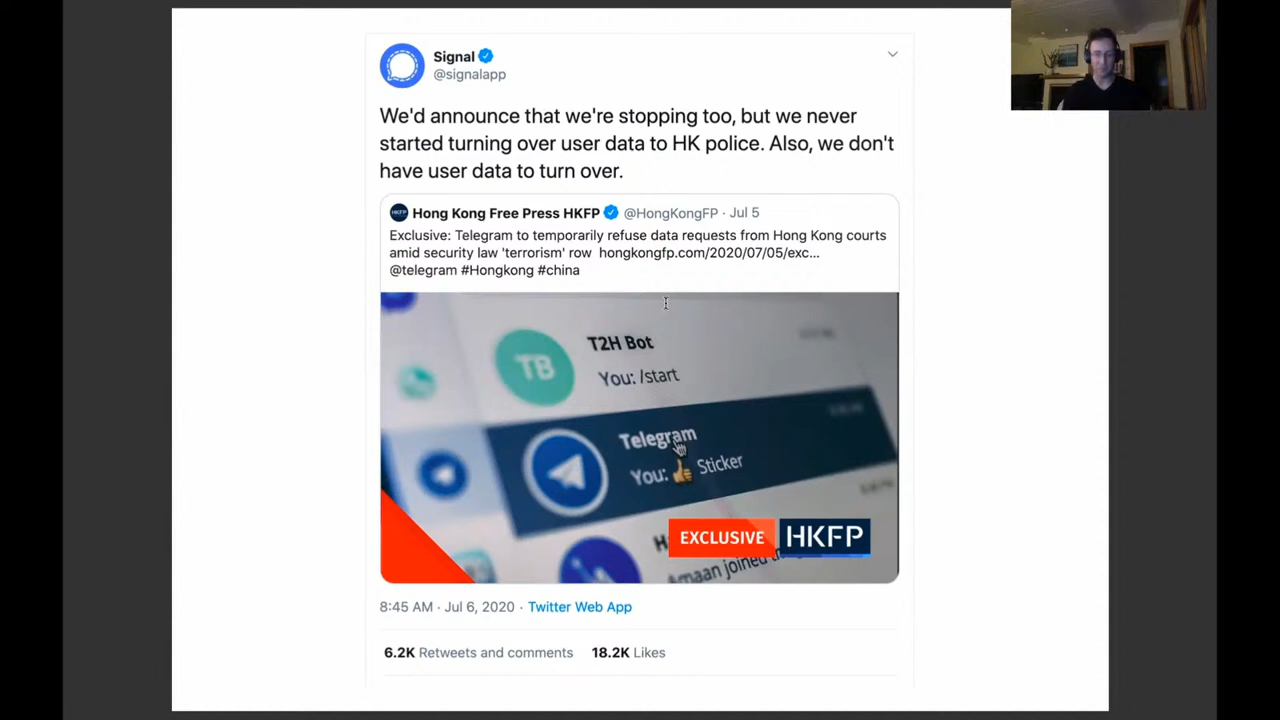 Signal
@signalapp
We'd announce that we're stopping too, but we never
started turning over user data to HK police. Also, we don't
have user data to turn over.
HKFP Hong Kong Free Press HKFP @HongKongFP · Jul 5
Exclusive: Telegram to temporarily refuse data requests from Hong Kong courts
amid security law 'terrorism' row hongkongfp.com/2020/07/05/exc...
@telegram #Hongkong #china
TB
T2H Bot
You: /start
Telegram
You: 👍 Sticker
EXCLUSIVE HKFP
Amaan joined
8:45 AM · Jul 6, 2020 · Twitter Web App
6.2K Retweets and comments 18.2K Likes